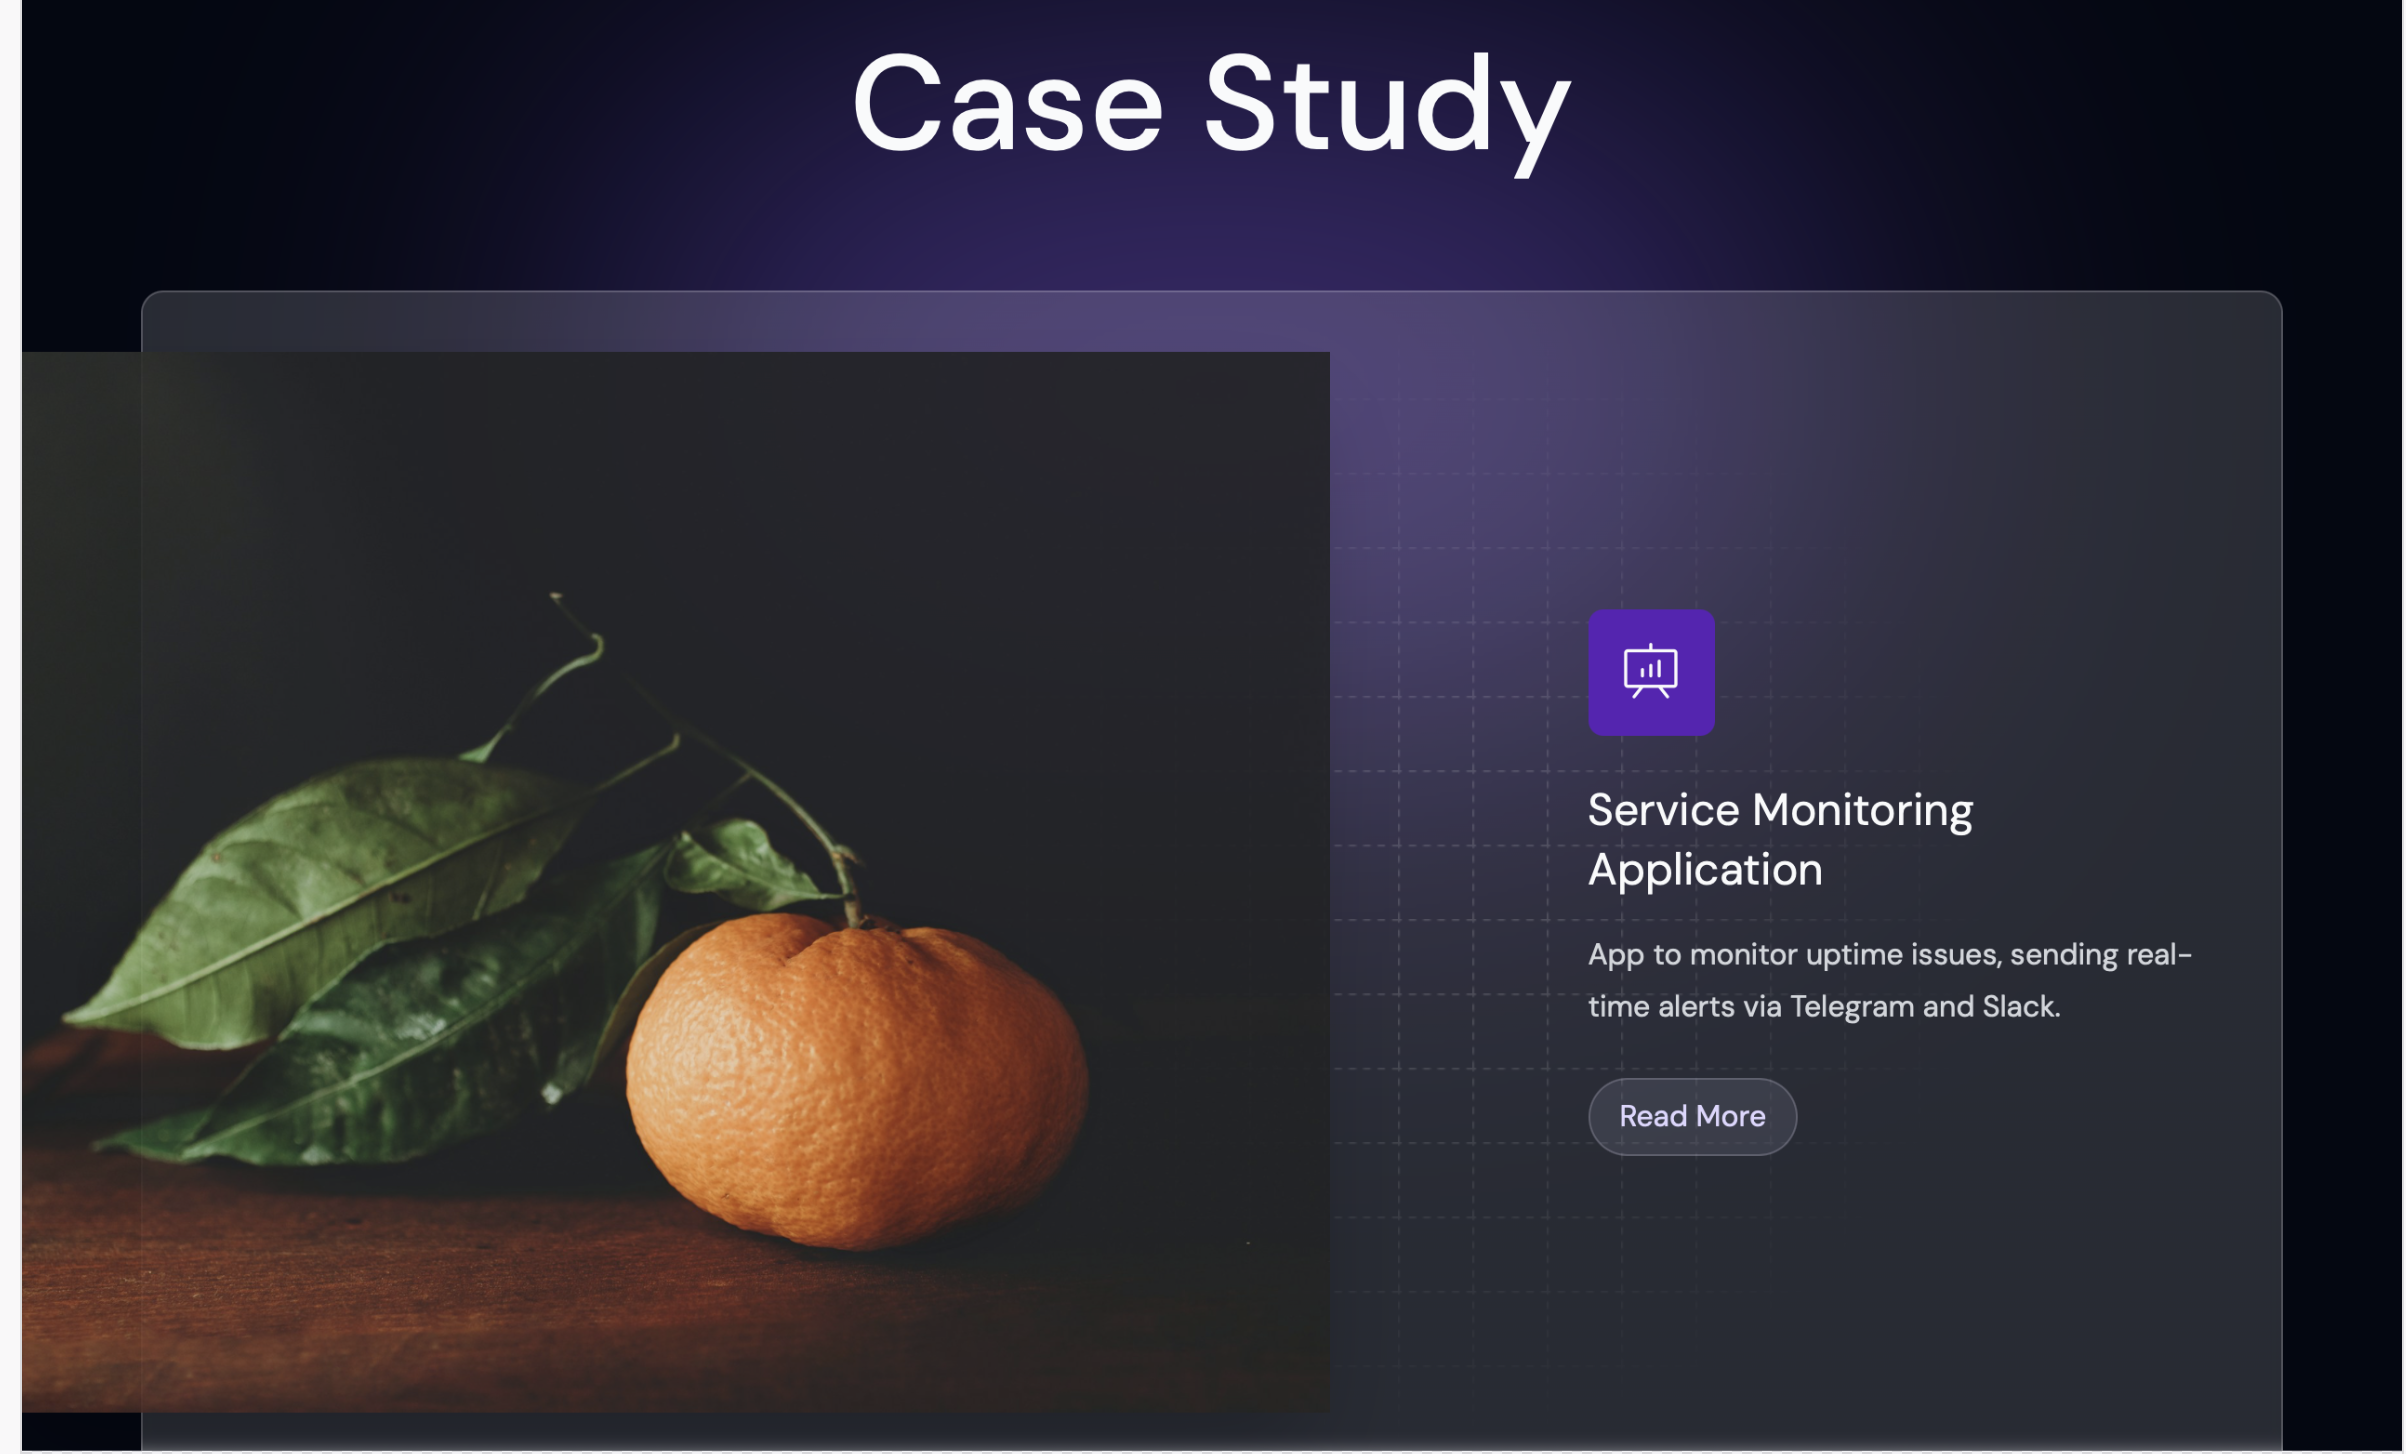 Case Study
Service Monitoring
Application
App to monitor uptime issues, sending real-
time alerts via Telegram and Slack.
Read More